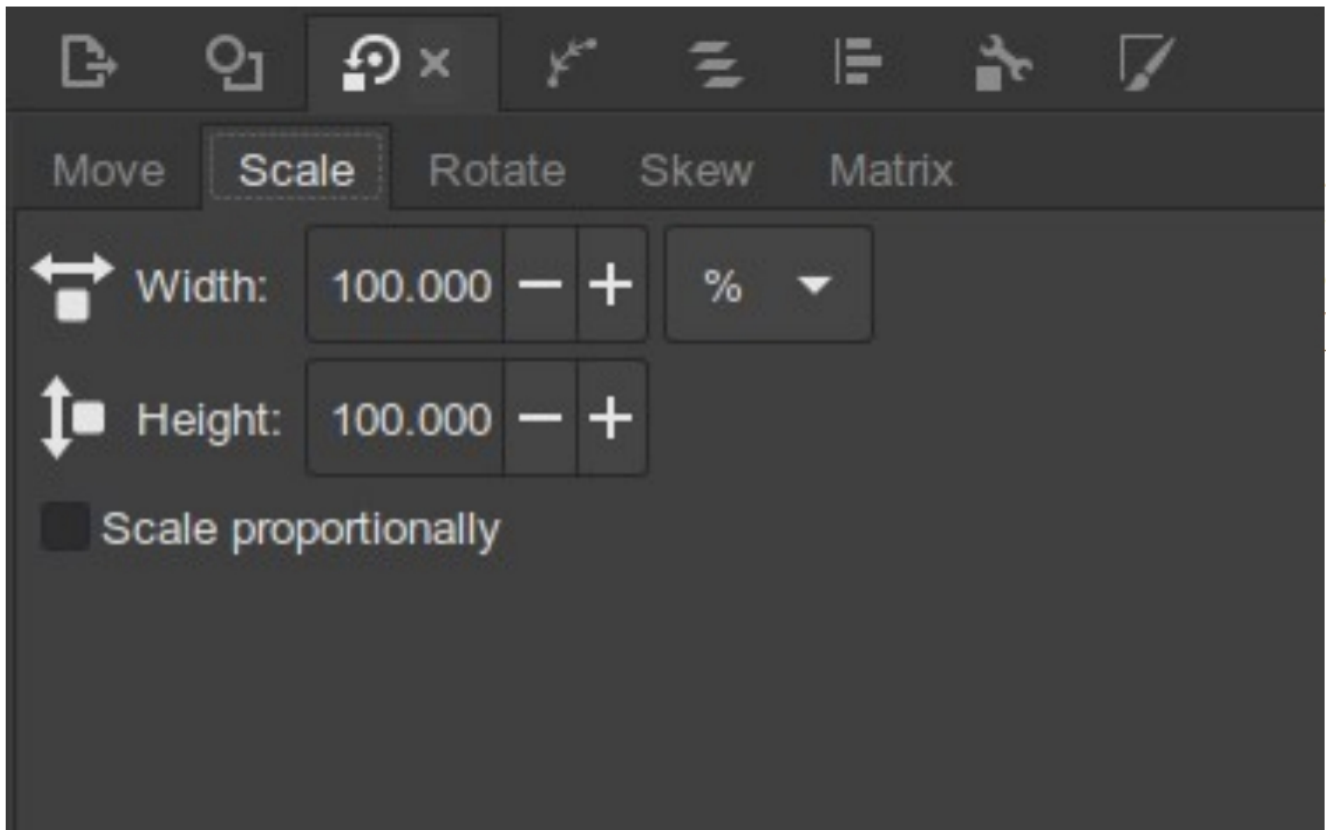 Move Scale Rotate Skew Matrix
Width: 100.000 − + %
Height: 100.000 − +
Scale proportionally